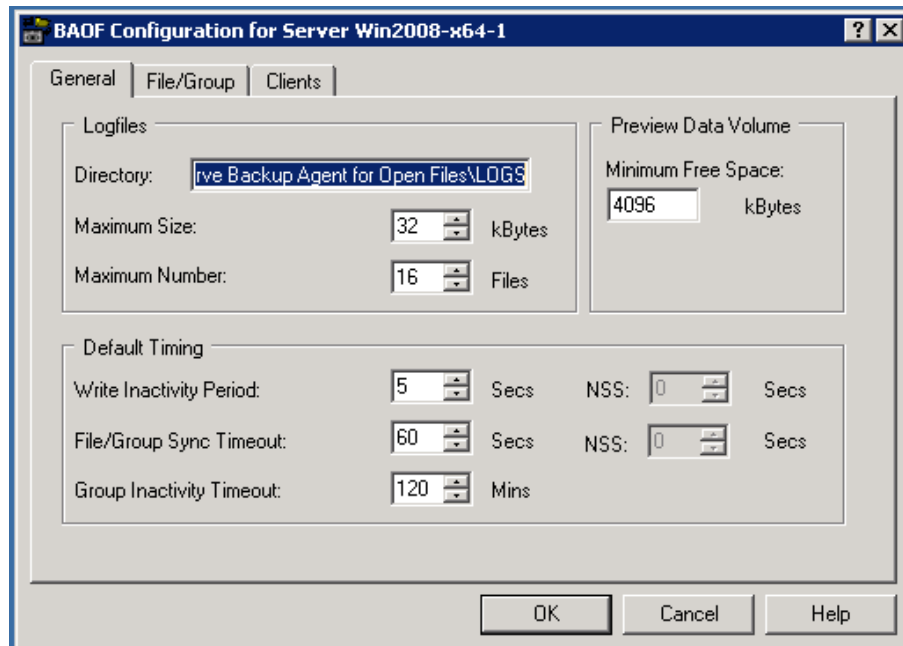 BAOF Configuration for Server Win2008-x64-1
General File/Group Clients
Logfiles
Directory: rve Backup Agent for Open Files\LOGS
Maximum Size: 32 kBytes
Maximum Number: 16 Files
Preview Data Volume
Minimum Free Space:
4096 kBytes
Default Timing
Write Inactivity Period: 5 Secs NSS: 0 Secs
File/Group Sync Timeout: 60 Secs NSS: 0 Secs
Group Inactivity Timeout: 120 Mins
OK Cancel Help